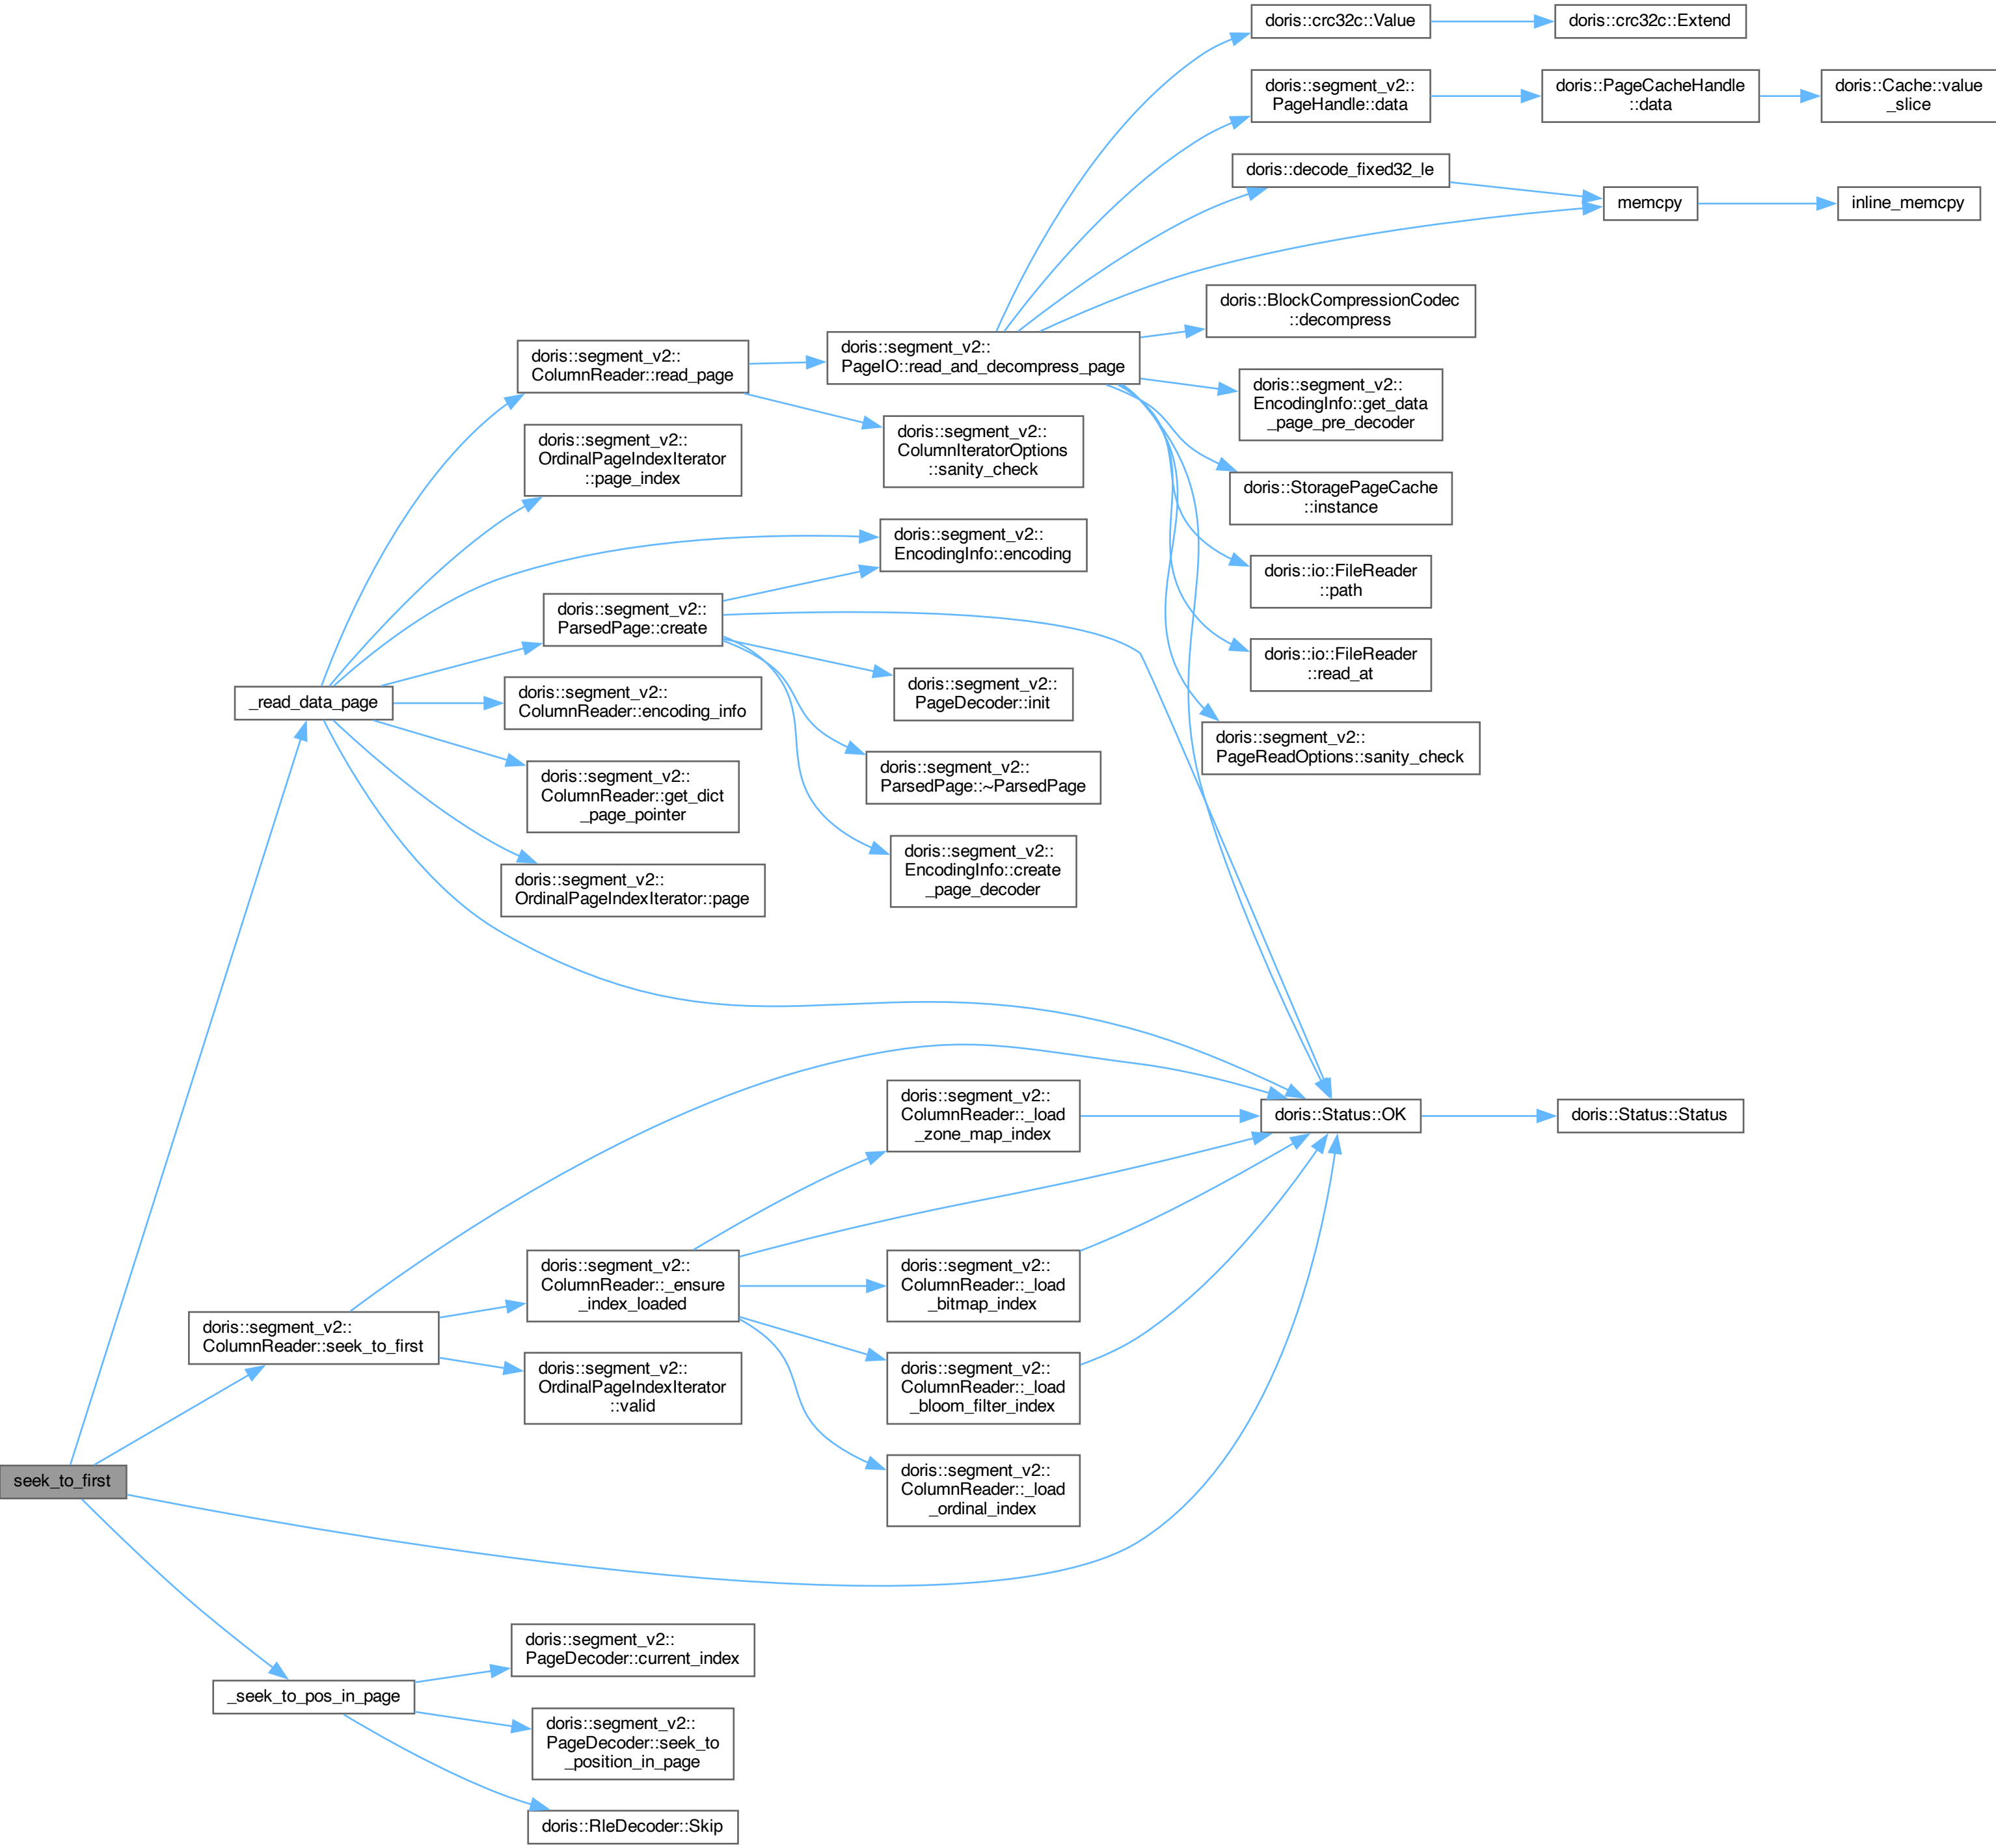 doris::crc32c::Value
doris::crc32c::Extend
doris::segment_v2::
PageHandle::data
doris::PageCacheHandle
::data
doris::Cache::value
_slice
doris::decode_fixed32_le
memcpy
inline_memcpy
doris::BlockCompressionCodec
::decompress
doris::segment_v2::
PageIO::read_and_decompress_page
doris::segment_v2::
ColumnReader::read_page
doris::segment_v2::
EncodingInfo::get_data
_page_pre_decoder
doris::segment_v2::
ColumnIteratorOptions
::sanity_check
doris::segment_v2::
OrdinalPageIndexIterator
::page_index
doris::StoragePageCache
::instance
doris::segment_v2::
EncodingInfo::encoding
doris::io::FileReader
::path
doris::segment_v2::
ParsedPage::create
doris::io::FileReader
::read_at
doris::segment_v2::
PageDecoder::init
_read_data_page
doris::segment_v2::
ColumnReader::encoding_info
doris::segment_v2::
PageReadOptions::sanity_check
doris::segment_v2::
ParsedPage::~ParsedPage
doris::segment_v2::
ColumnReader::get_dict
_page_pointer
doris::segment_v2::
EncodingInfo::create
_page_decoder
doris::segment_v2::
OrdinalPageIndexIterator::page
doris::segment_v2::
ColumnReader::_load
_zone_map_index
doris::Status::OK
doris::Status::Status
doris::segment_v2::
ColumnReader::_ensure
_index_loaded
doris::segment_v2::
ColumnReader::_load
_bitmap_index
doris::segment_v2::
ColumnReader::seek_to_first
doris::segment_v2::
OrdinalPageIndexIterator
::valid
doris::segment_v2::
ColumnReader::_load
_bloom_filter_index
seek_to_first
doris::segment_v2::
ColumnReader::_load
_ordinal_index
doris::segment_v2::
PageDecoder::current_index
_seek_to_pos_in_page
doris::segment_v2::
PageDecoder::seek_to
_position_in_page
doris::RleDecoder::Skip